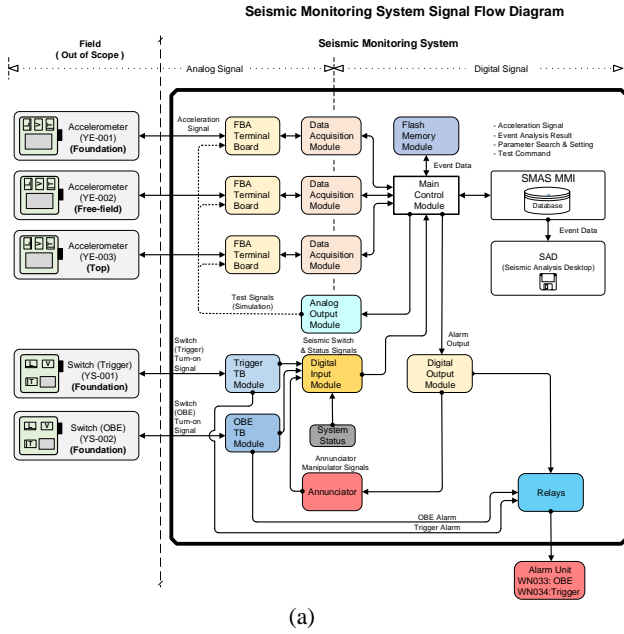 Seismic Monitoring System Signal Flow Diagram
Field
( Out of Scope )
Seismic Monitoring System
Analog Signal
Digital Signal
Accelerometer
(YE-001)
(Foundation)
Acceleration
Signal
FBA
Terminal
Board
Data
Acquisition
Module
Flash
Memory
Module
- Acceleration Signal
- Event Analysis Result
- Parameter Search & Setting
- Test Command
Event Data
Accelerometer
(YE-002)
(Free-field)
FBA
Terminal
Board
Data
Acquisition
Module
Main
Control
Module
SMAS MMI
Database
Event Data
Accelerometer
(YE-003)
(Top)
FBA
Terminal
Board
Data
Acquisition
Module
SAD
(Seismic Analysis Desktop)
Test Signals
(Simulation)
Analog
Output
Module
Switch
(Trigger)
Turn-on
Signal
Seismic Switch
& Status Signals
Alarm
Output
L V
T
Switch (Trigger)
(YS-001)
(Foundation)
Trigger
TB
Module
Digital
Input
Module
Digital
Output
Module
Switch
(OBE)
Turn-on
Signal
L V
T
Switch (OBE)
(YS-002)
(Foundation)
OBE
TB
Module
System
Status
Annunciator
Manipulator Signals
Annunciator
Relays
OBE Alarm
Trigger Alarm
Alarm Unit
WN033: OBE
WN034:Trigger
(a)